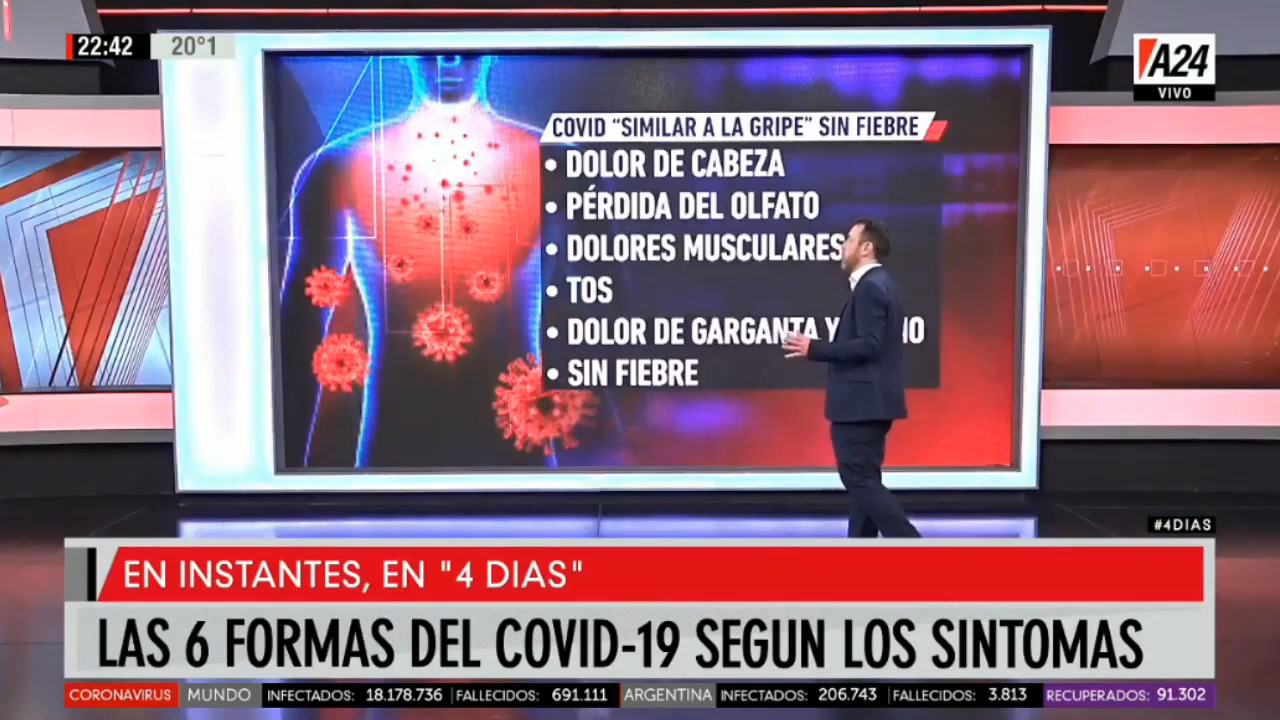 22:42 20°1
A24
VIVO
COVID "SIMILAR A LA GRIPE" SIN FIEBRE
• DOLOR DE CABEZA
• PÉRDIDA DEL OLFATO
• DOLORES MUSCULARES
• TOS
• DOLOR DE GARGANTA Y
• SIN FIEBRE
#4DIAS
EN INSTANTES, EN "4 DIAS"
LAS 6 FORMAS DEL COVID-19 SEGUN LOS SINTOMAS
CORONAVIRUS MUNDO INFECTADOS: 18.178.736 FALLECIDOS: 691.111 ARGENTINA INFECTADOS: 206.743 FALLECIDOS: 3.813 RECUPERADOS: 91.302